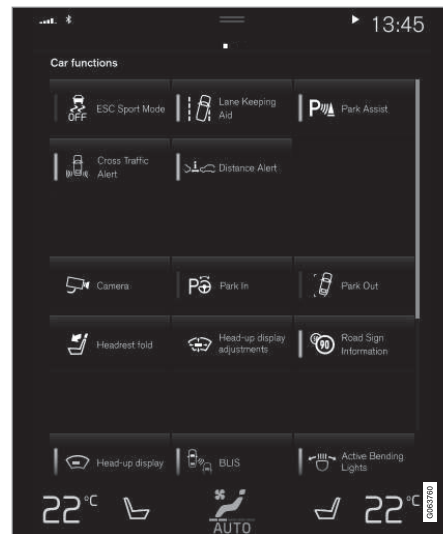 13:45
Car functions
OFF
ESC Sport Mode
Lane Keeping
Aid
P
Park Assist
Cross Traffic
Alert
Distance Alert
Camera
P
Park In
Park Out
Headrest fold
Head-up display
adjustments
90
Road Sign
Information
Head-up display
BLIS
Active Bending
Lights
22°C
AUTO
22°C
G063760